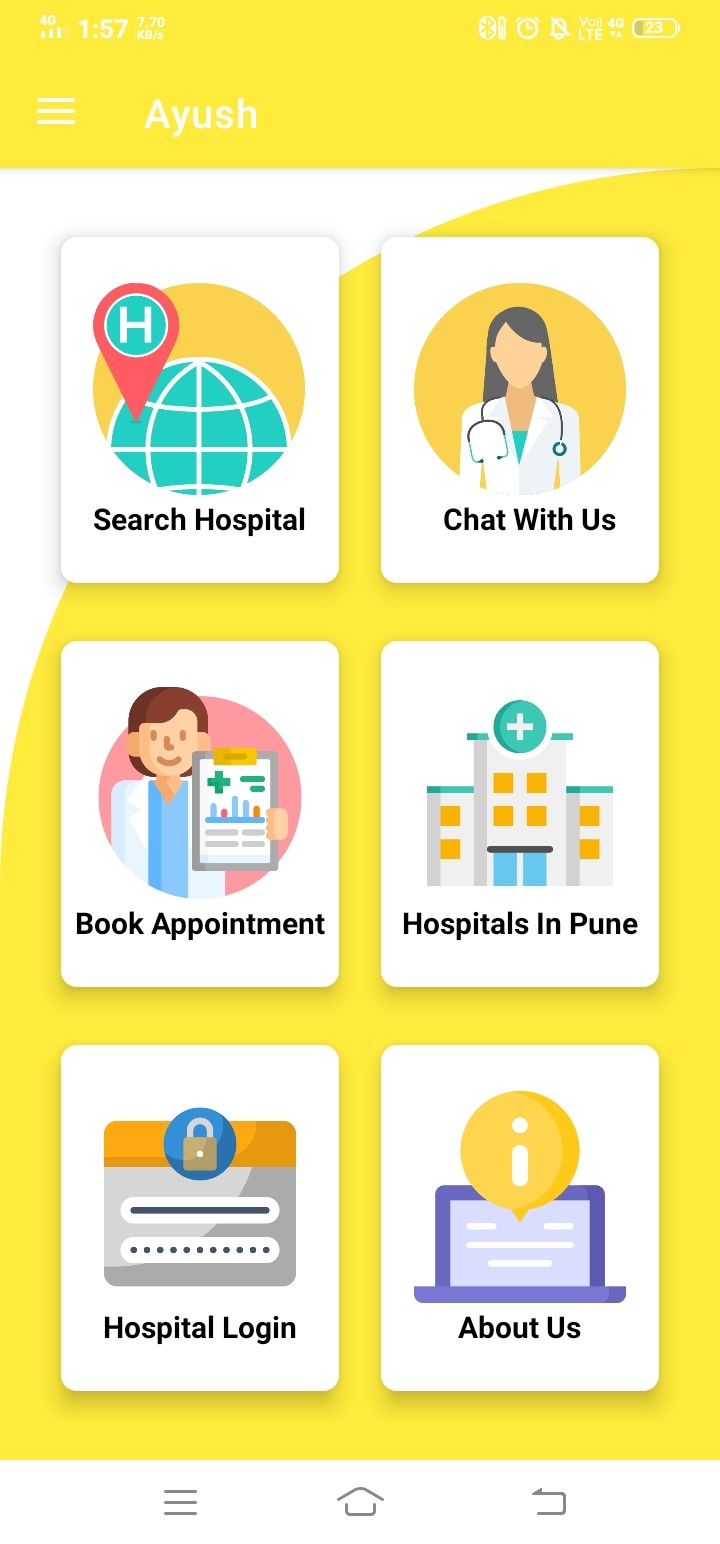 4G 1:57 7.70 KB/s Vo)) LTE 4G 23
Ayush
H
Search Hospital
Chat With Us
Book Appointment
Hospitals In Pune
Hospital Login
About Us